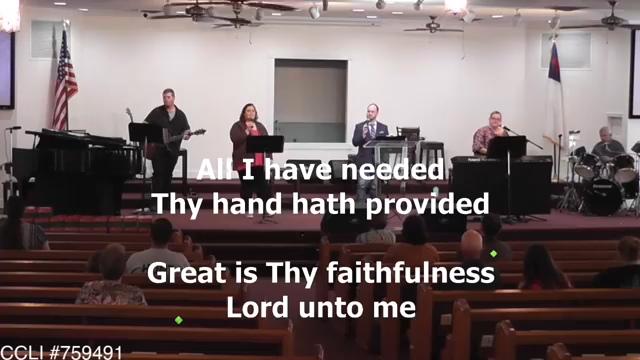 All I have needed
Thy hand hath provided
Great is Thy faithfulness
Lord unto me
CCLI #759491